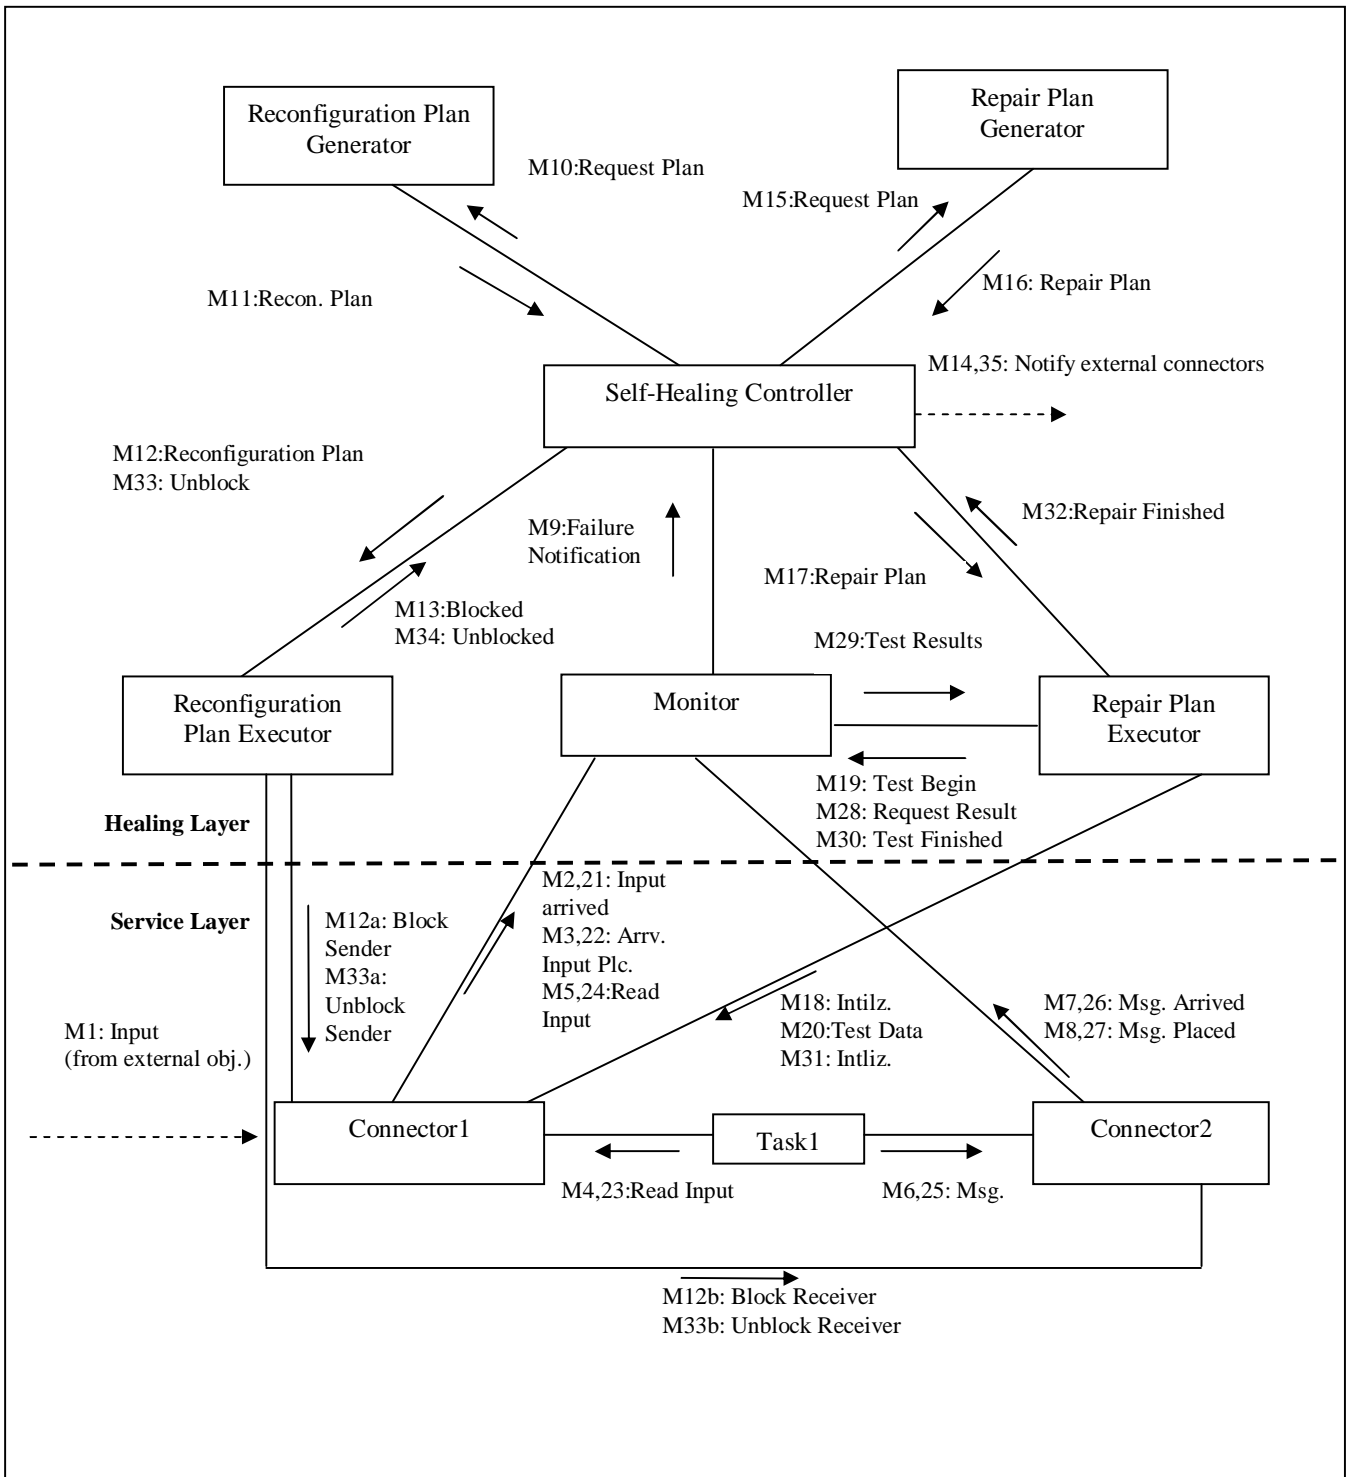 Reconfiguration Plan
Generator
Repair Plan
Generator
M10:Request Plan
M15:Request Plan
M11:Recon. Plan
M16: Repair Plan
M14,35: Notify external connectors
Self-Healing Controller
M12:Reconfiguration Plan
M33: Unblock
M9:Failure
Notification
M32:Repair Finished
M17:Repair Plan
M13:Blocked
M34: Unblocked
M29:Test Results
Reconfiguration
Plan Executor
Monitor
Repair Plan
Executor
M19: Test Begin
M28: Request Result
M30: Test Finished
Healing Layer
Service Layer
M2,21: Input
arrived
M3,22: Arrv.
Input Plc.
M5,24:Read
Input
M12a: Block
Sender
M33a:
Unblock
Sender
M18: Intilz.
M20:Test Data
M31: Intliz.
M7,26: Msg. Arrived
M8,27: Msg. Placed
M1: Input
(from external obj.)
Connector1
Task1
Connector2
M4,23:Read Input
M6,25: Msg.
M12b: Block Receiver
M33b: Unblock Receiver